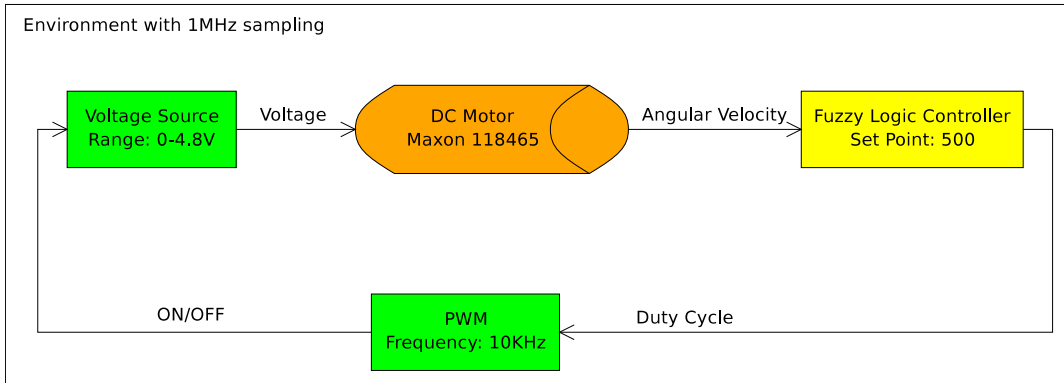 Environment with 1MHz sampling
Voltage Source
Range: 0-4.8V
Voltage
DC Motor
Maxon 118465
Angular Velocity
Fuzzy Logic Controller
Set Point: 500
ON/OFF
PWM
Frequency: 10KHz
Duty Cycle